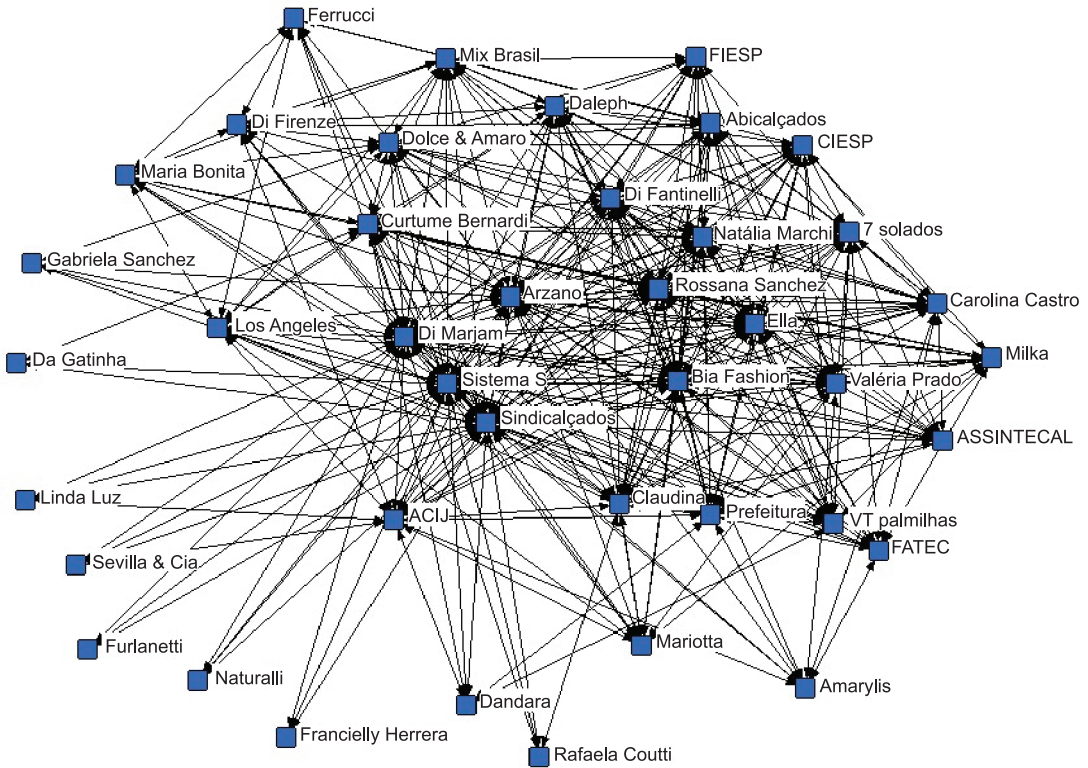 Ferrucci
Mix Brasil
FIESP
Daleph
Di Firenze
Abicalçados
Dolce & Amaro
CIESP
Maria Bonita
Di Fantinelli
Curtume Bernardi
Natália Marchi
7 solados
Gabriela Sanchez
Arzano
Rossana Sanchez
Carolina Castro
Los Angeles
Di Marjam
Ella
Da Gatinha
Milka
Sistema S
Bia Fashion
Valéria Prado
Sindicalçados
ASSINTECAL
Linda Luz
ACIJ
Claudina
Prefeitura
VT palmilhas
FATEC
Sevilla & Cia
Furlanetti
Mariotta
Naturalli
Amarylis
Dandara
Francielly Herrera
Rafaela Coutti